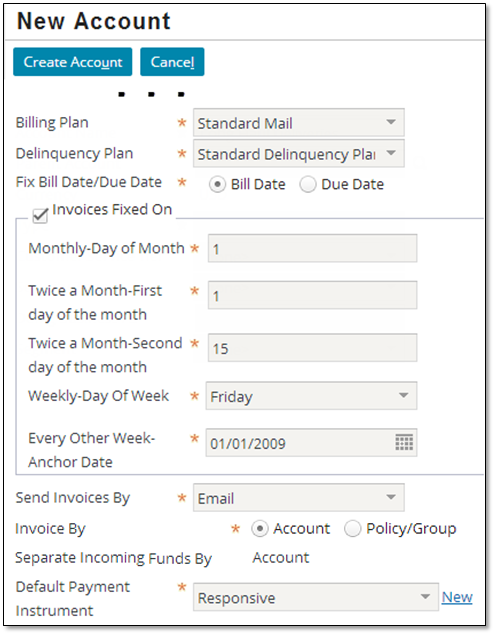 New Account
Create Account Cancel
Billing Plan * Standard Mail
Delinquency Plan * Standard Delinquency Plan
Fix Bill Date/Due Date * Bill Date Due Date
Invoices Fixed On
Monthly-Day of Month * 1
Twice a Month-First * 1
day of the month
Twice a Month-Second * 15
day of the month
Weekly-Day Of Week * Friday
Every Other Week- * 01/01/2009
Anchor Date
Send Invoices By * Email
Invoice By * Account Policy/Group
Separate Incoming Funds By Account
Default Payment * Responsive New
Instrument